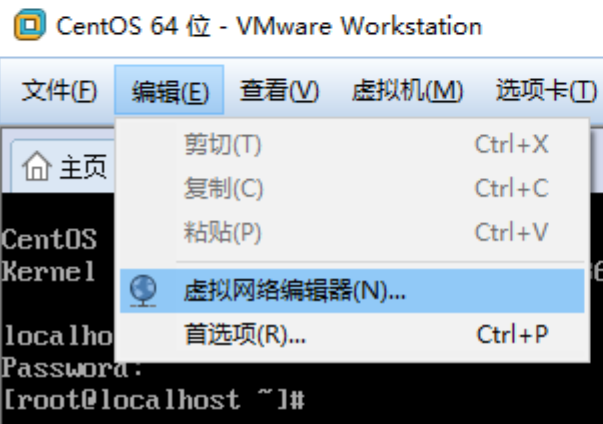 CentOS 64 位 - VMware Workstation
文件(F) 编辑(E) 查看(V) 虚拟机(M) 选项卡(T)
主页
剪切(T) Ctrl+X
复制(C) Ctrl+C
粘贴(P) Ctrl+V
虚拟网络编辑器(N)...
首选项(R)... Ctrl+P
CentOS
Kernel
localho
Password:
[root@localhost ~]#